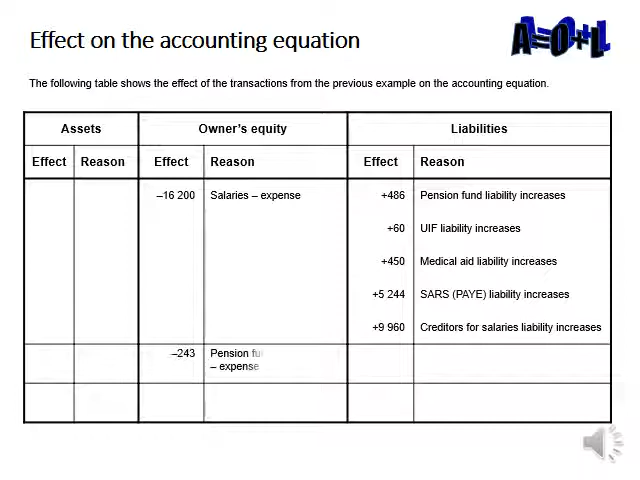 Effect on the accounting equation
A=O+L
The following table shows the effect of the transactions from the previous example on the accounting equation.
Assets Owner's equity Liabilities
Effect Reason Effect Reason Effect Reason
–16 200 Salaries – expense +486 Pension fund liability increases
+60 UIF liability increases
+450 Medical aid liability increases
+5 244 SARS (PAYE) liability increases
+9 960 Creditors for salaries liability increases
–243 Pension fu
– expense